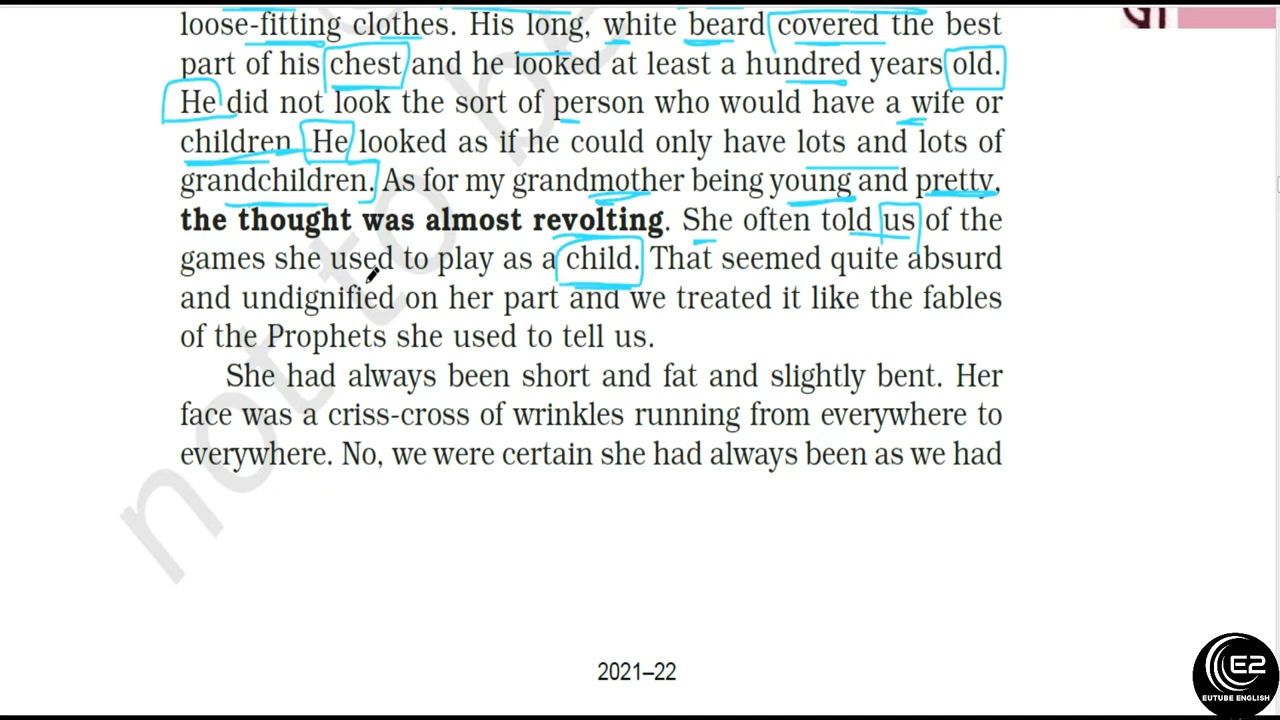 loose-fitting clothes. His long, white beard covered the best
part of his chest and he looked at least a hundred years old.
He did not look the sort of person who would have a wife or
children. He looked as if he could only have lots and lots of
grandchildren. As for my grandmother being young and pretty,
the thought was almost revolting. She often told us of the
games she used to play as a child. That seemed quite absurd
and undignified on her part and we treated it like the fables
of the Prophets she used to tell us.
She had always been short and fat and slightly bent. Her
face was a criss-cross of wrinkles running from everywhere to
everywhere. No, we were certain she had always been as we had
not to be
2021–22
E2
EUTUBE ENGLISH